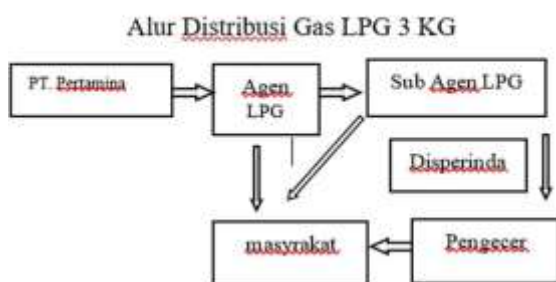 Alur Distribusi Gas LPG 3 KG
PT. Pertamina
Agen
LPG
Sub Agen LPG
Disperinda
masyrakat
Pengecer